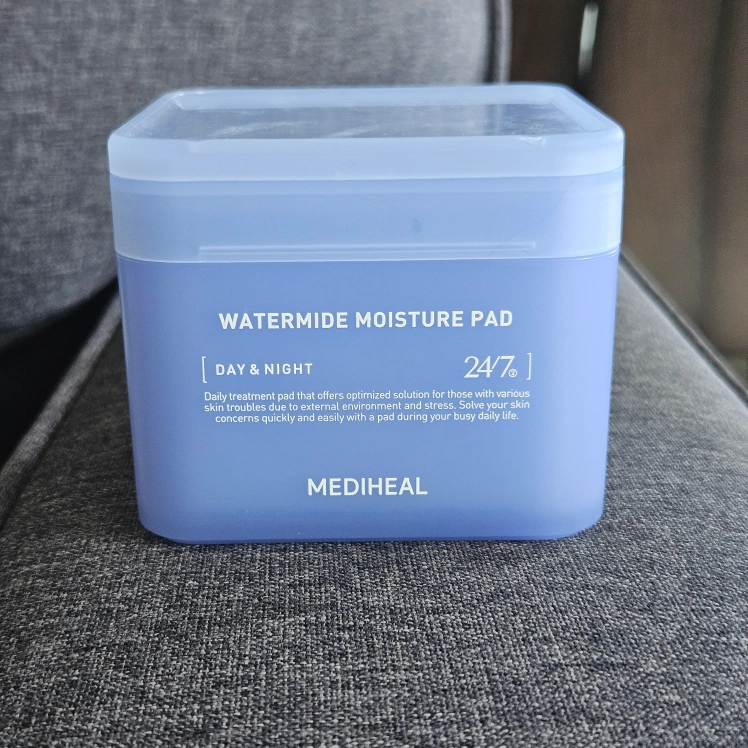 WATERMIDE MOISTURE PAD
[ DAY & NIGHT 24/7 ]
Daily treatment pad that offers optimized solution for those with various
skin troubles due to external environment and stress. Solve your skin
concerns quickly and easily with a pad during your busy daily life.
MEDIHEAL